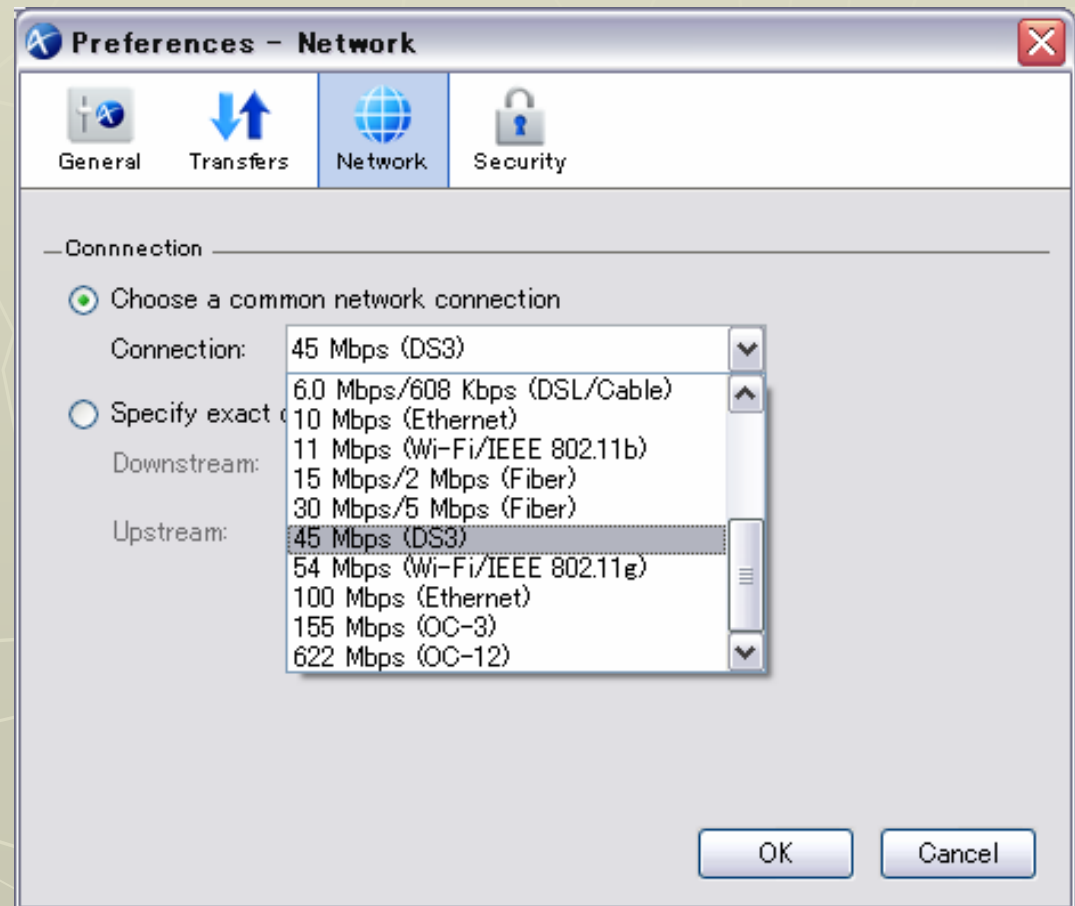 Preferences - Network
General Transfers Network Security
Connnection
Choose a common network connection
Connection: 45 Mbps (DS3)
6.0 Mbps/608 Kbps (DSL/Cable)
Specify exact
10 Mbps (Ethernet)
11 Mbps (Wi-Fi/IEEE 802.11b)
Downstream:
15 Mbps/2 Mbps (Fiber)
30 Mbps/5 Mbps (Fiber)
Upstream:
45 Mbps (DS3)
54 Mbps (Wi-Fi/IEEE 802.11g)
100 Mbps (Ethernet)
155 Mbps (OC-3)
622 Mbps (OC-12)
OK Cancel